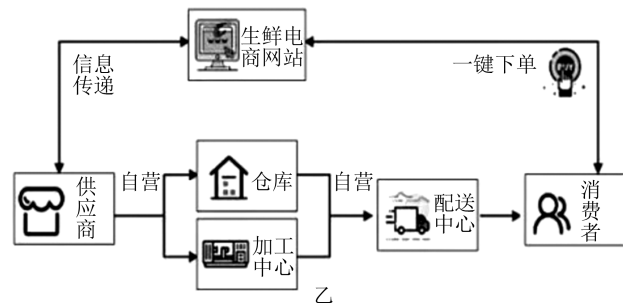 生鲜电
商网站
信息
传递
一键下单
BUY
供
应
商
自营
仓库
加工
中心
自营
配送
中心
消
费
者
乙